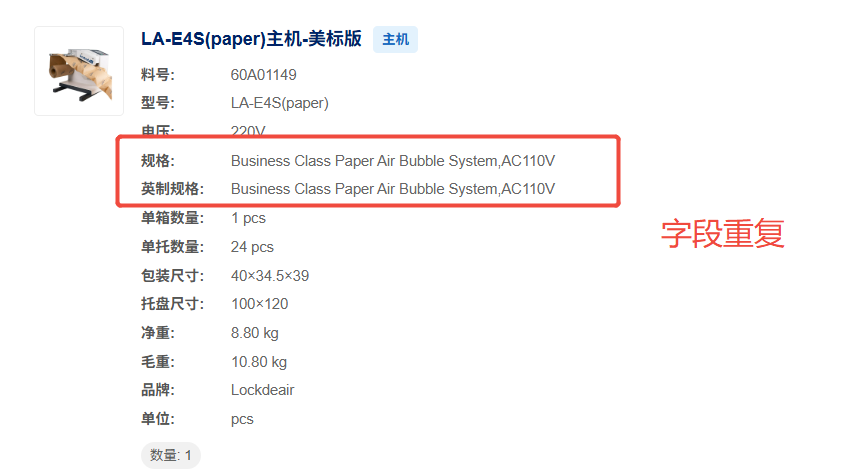 LA-E4S(paper)主机-美标版 主机
料号: 60A01149
型号: LA-E4S(paper)
电压: 220V
规格: Business Class Paper Air Bubble System,AC110V
英制规格: Business Class Paper Air Bubble System,AC110V
单箱数量: 1 pcs
单托数量: 24 pcs
包装尺寸: 40×34.5×39
托盘尺寸: 100×120
净重: 8.80 kg
毛重: 10.80 kg
品牌: Lockdeair
单位: pcs
数量: 1
字段重复